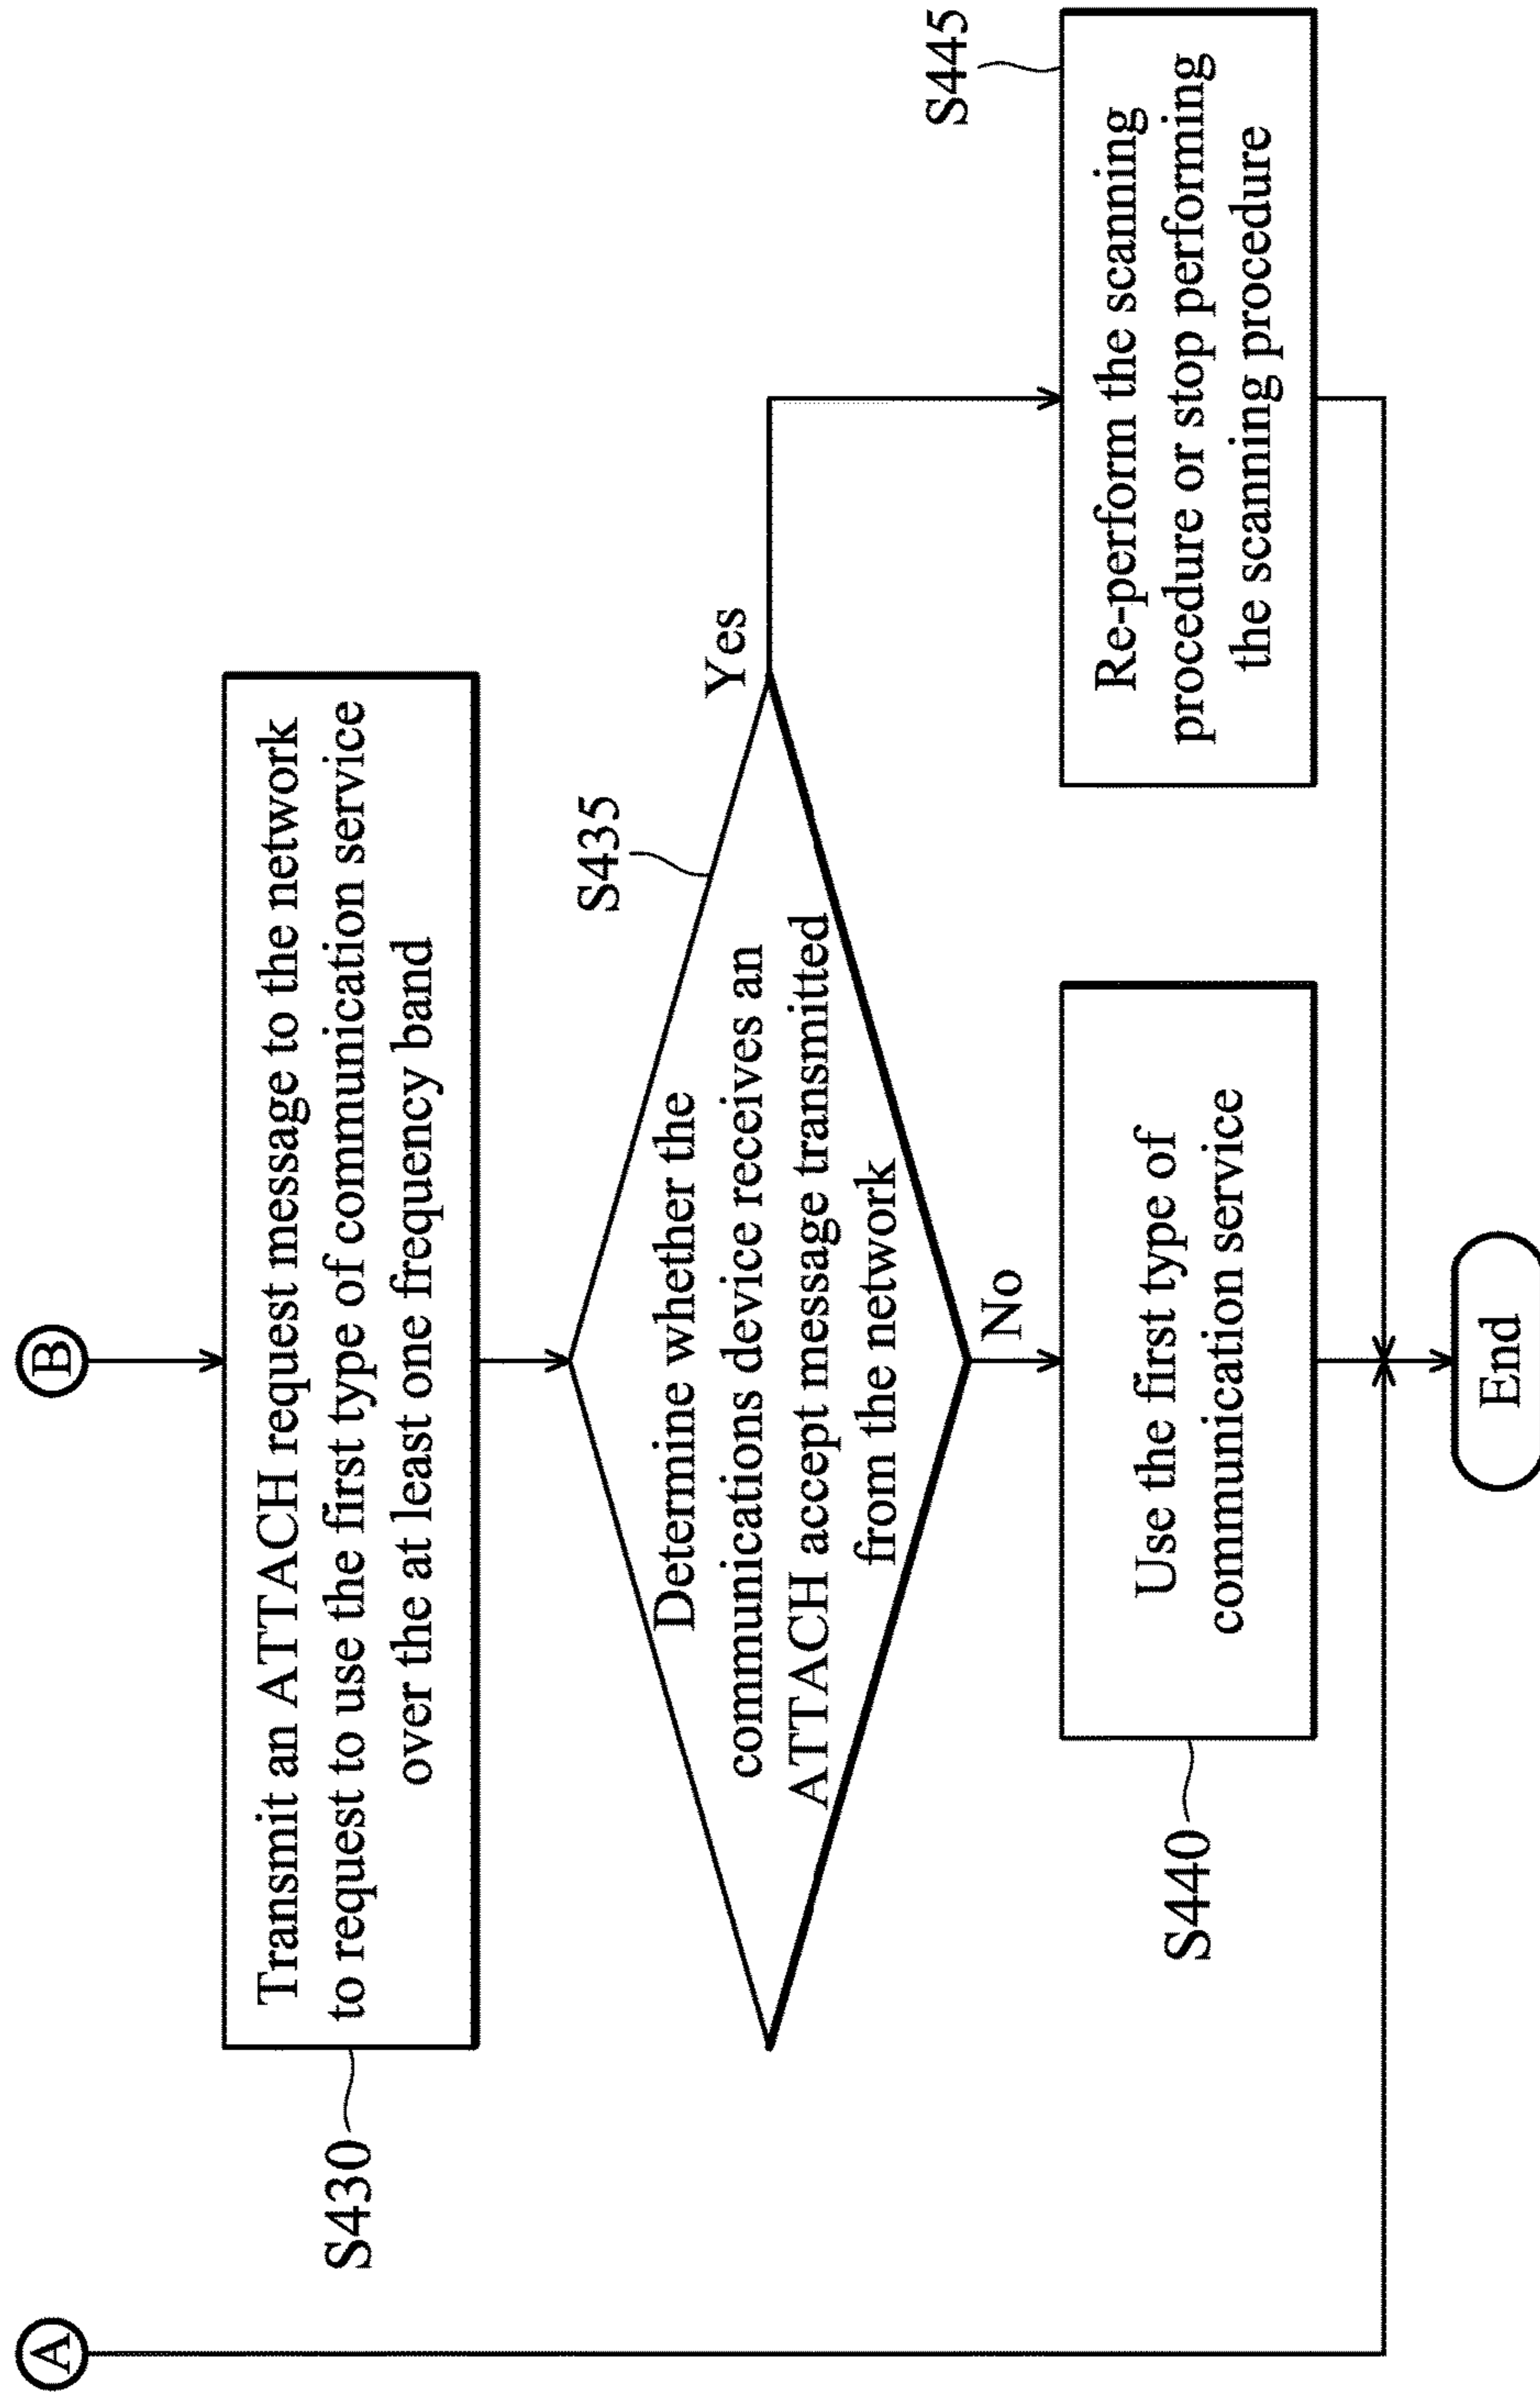 A
B
S430
Transmit an ATTACH request message to the network
to request to use the first type of communication service
over the at least one frequency band
S435
Determine whether the
communications device receives an
ATTACH accept message transmitted
from the network
Yes
No
S440
Use the first type of
communication service
S445
Re-perform the scanning
procedure or stop performing
the scanning procedure
End